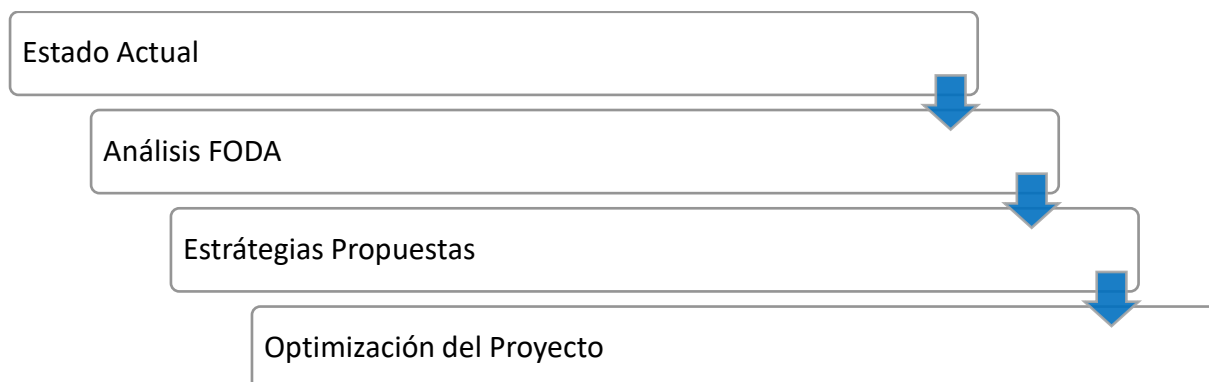 Estado Actual
Análisis FODA
Estrátegias Propuestas
Optimización del Proyecto